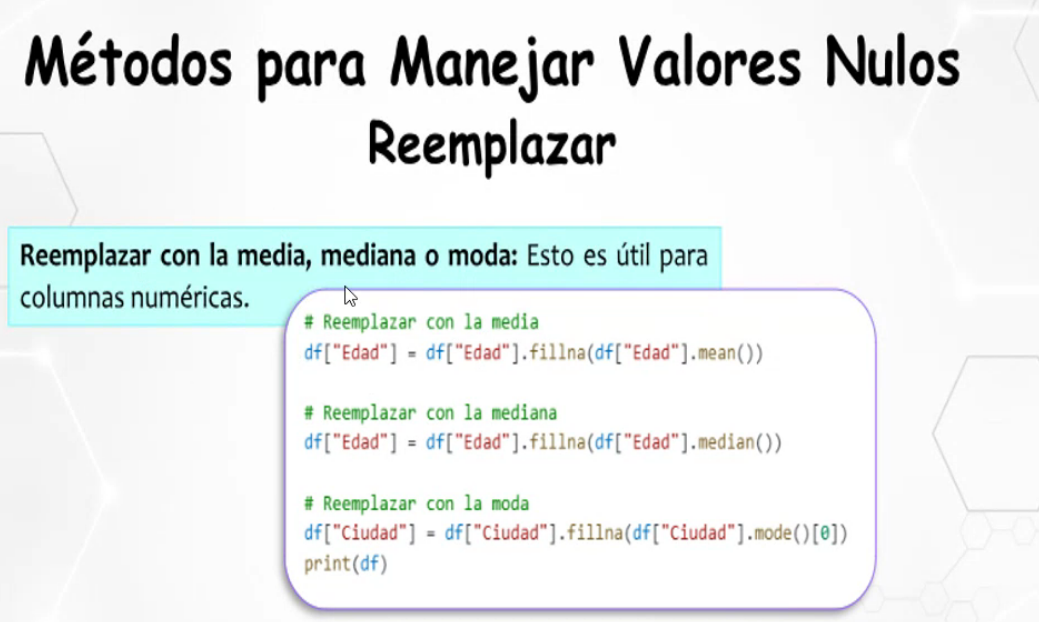 Métodos para Manejar Valores Nulos
Reemplazar
Reemplazar con la media, mediana o moda: Esto es útil para
columnas numéricas.
# Reemplazar con la media
df["Edad"] = df["Edad"].fillna(df["Edad"].mean())
# Reemplazar con la mediana
df["Edad"] = df["Edad"].fillna(df["Edad"].median())
# Reemplazar con la moda
df["Ciudad"] = df["Ciudad"].fillna(df["Ciudad"].mode()[0])
print(df)